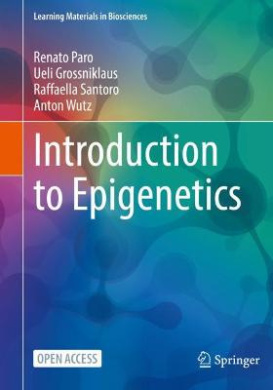 Learning Materials in Biosciences
Renato Paro
Ueli Grossniklaus
Raffaella Santoro
Anton Wutz
Introduction
to Epigenetics
OPEN ACCESS
Springer